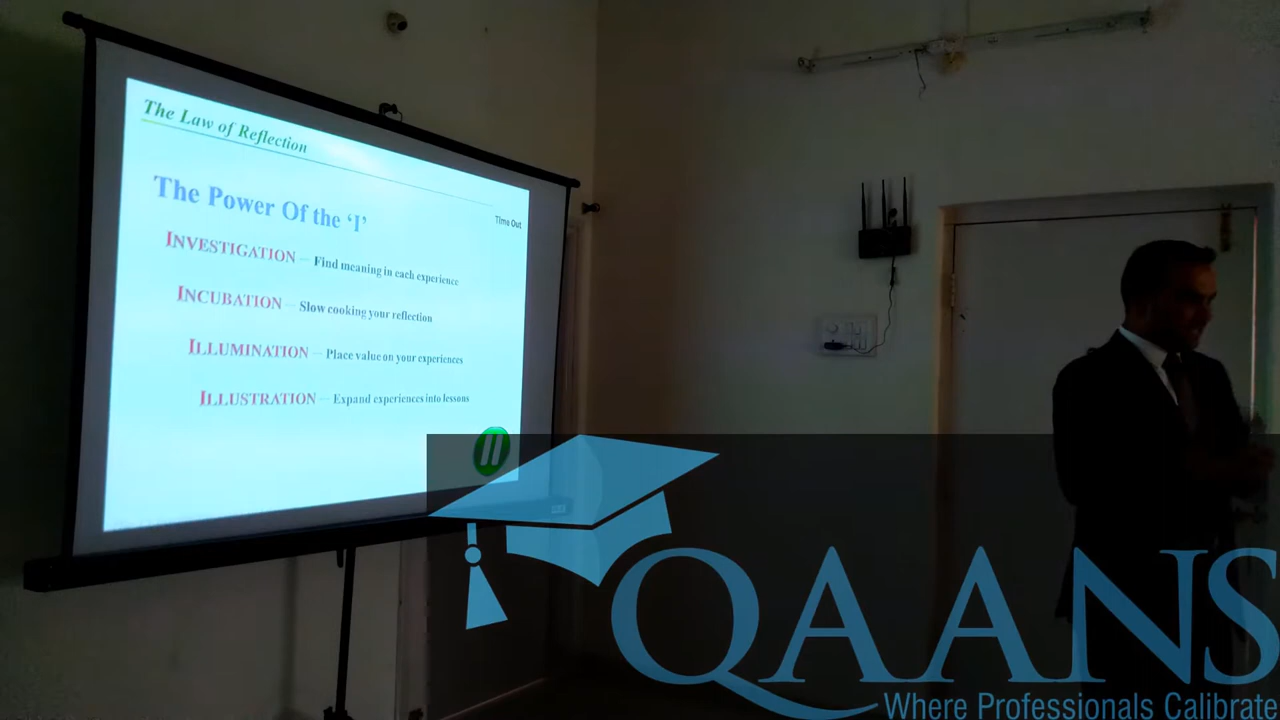 The Law of Reflection
The Power Of the ‘I’
Time Out
INVESTIGATION – Find meaning in each experience
INCUBATION – Slow cooking your reflection
ILLUMINATION – Place value on your experiences
ILLUSTRATION – Expand experiences into lessons
QAANS
Where Professionals Calibrate